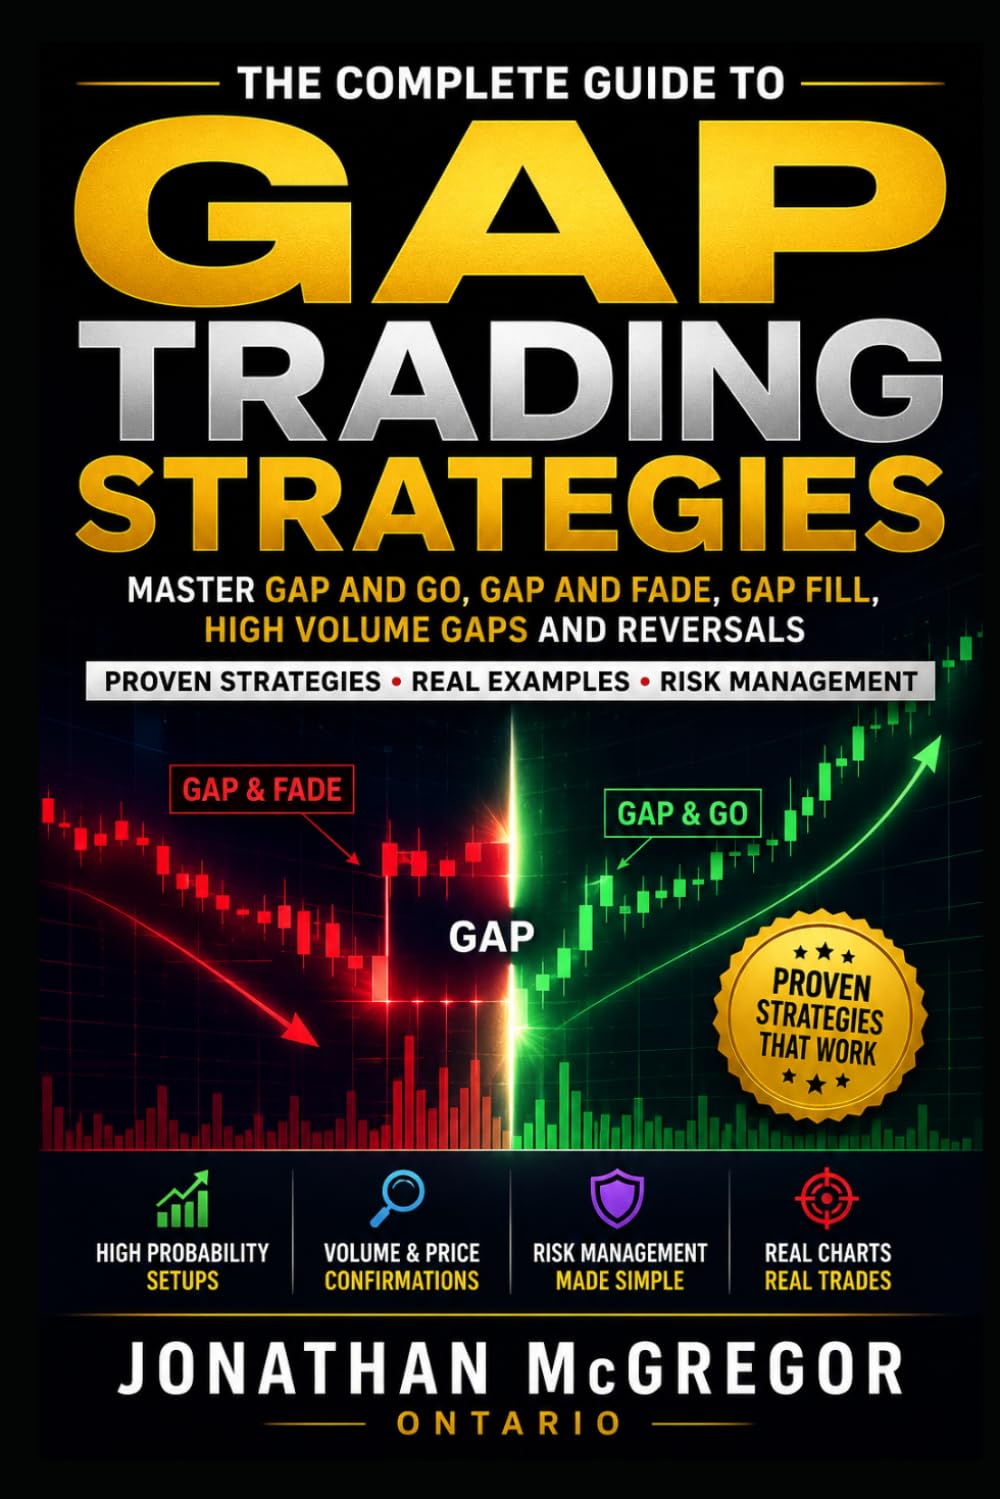 THE COMPLETE GUIDE TO
GAP
TRADING
STRATEGIES
MASTER GAP AND GO, GAP AND FADE, GAP FILL,
HIGH VOLUME GAPS AND REVERSALS
PROVEN STRATEGIES • REAL EXAMPLES • RISK MANAGEMENT
GAP & FADE
GAP & GO
GAP
PROVEN
STRATEGIES
THAT WORK
HIGH PROBABILITY
SETUPS
VOLUME & PRICE
CONFIRMATIONS
RISK MANAGEMENT
MADE SIMPLE
REAL CHARTS
REAL TRADES
JONATHAN McGREGOR
ONTARIO